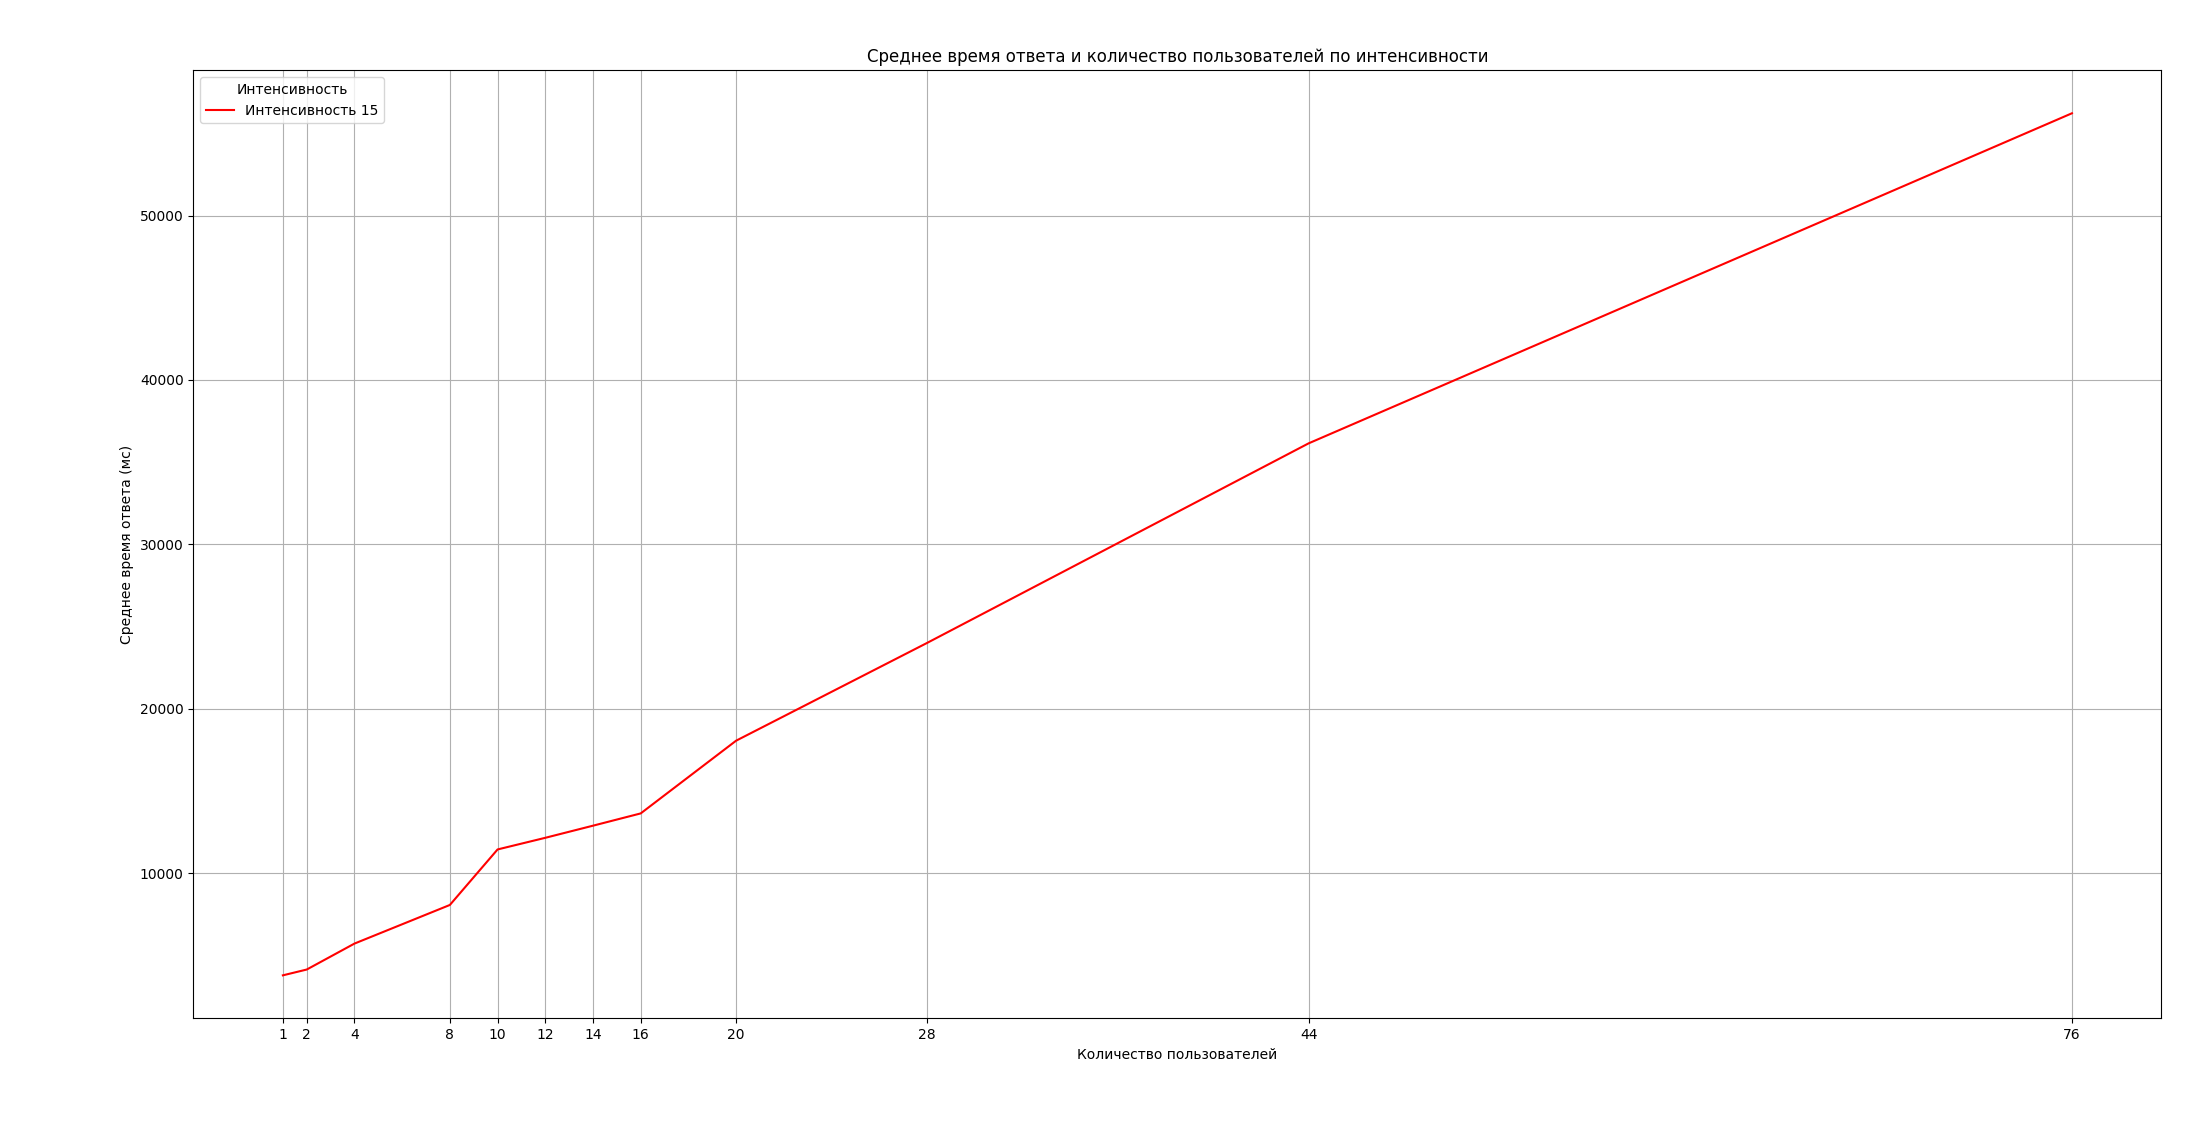 Среднее время ответа и количество пользователей по интенсивности
Интенсивность
Интенсивность 15
50000
40000
30000
20000
10000
Среднее время ответа (мс)
1 2 4 8 10 12 14 16 20 28 44 76
Количество пользователей